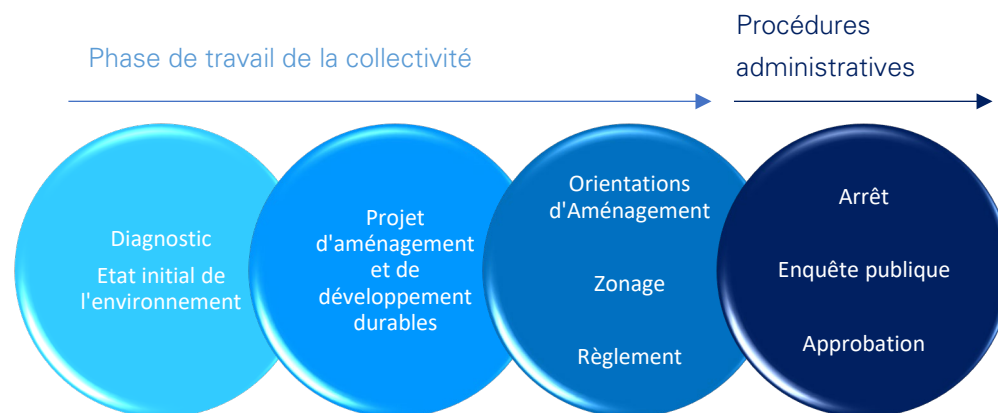 Phase de travail de la collectivité
Procédures
administratives
Diagnostic
Etat initial de
l'environnement
Projet
d'aménagement
et de
développement
durables
Orientations
d'Aménagement
Zonage
Règlement
Arrêt
Enquête publique
Approbation